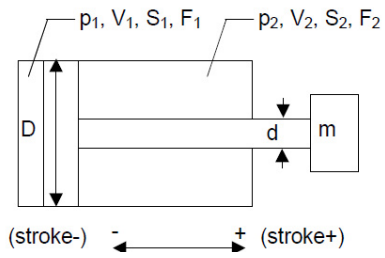 p₁, V₁, S₁, F₁
p₂, V₂, S₂, F₂
D
d
m
(stroke-) - + (stroke+)